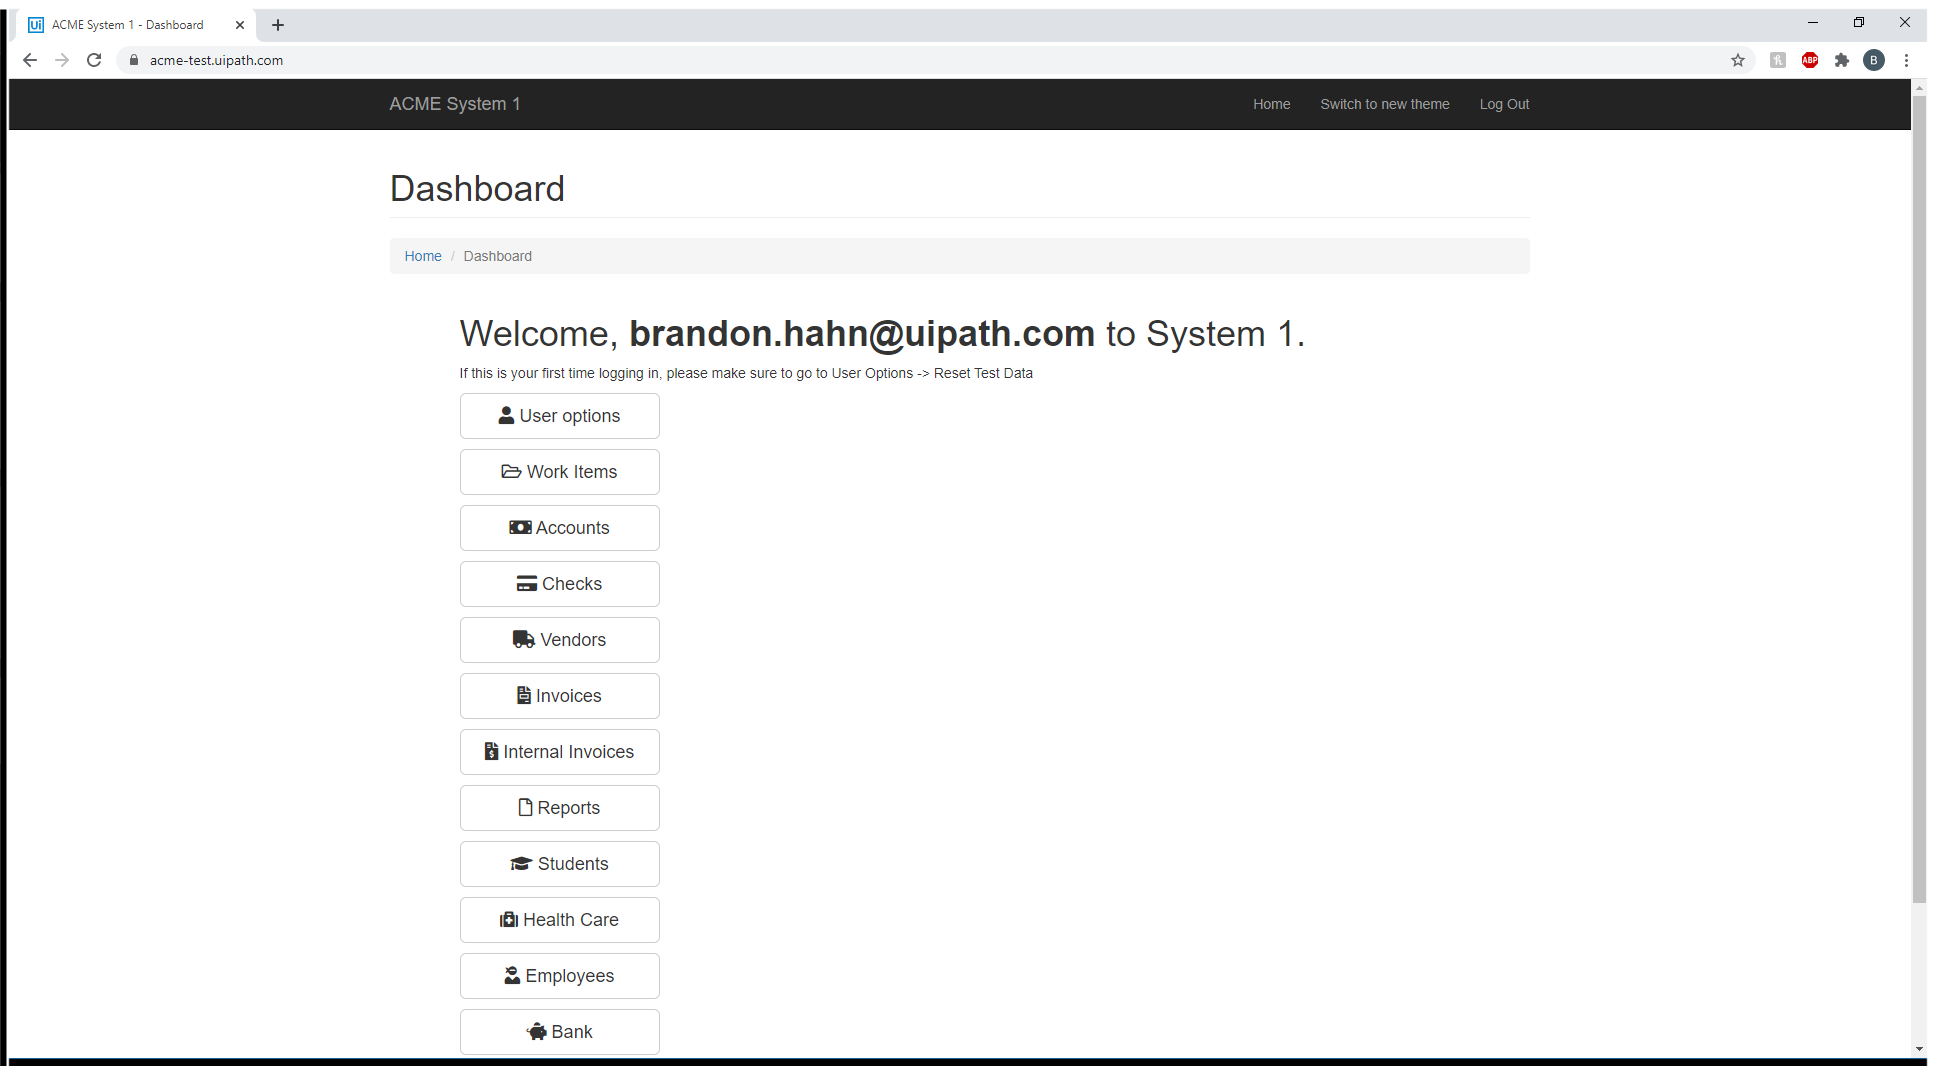 ACME System 1 - Dashboard
acme-test.uipath.com
ABP
B
ACME System 1
Home
Switch to new theme
Log Out
Dashboard
Home / Dashboard
Welcome, brandon.hahn@uipath.com to System 1.
If this is your first time logging in, please make sure to go to User Options -> Reset Test Data
User options
Work Items
Accounts
Checks
Vendors
Invoices
Internal Invoices
Reports
Students
Health Care
Employees
Bank